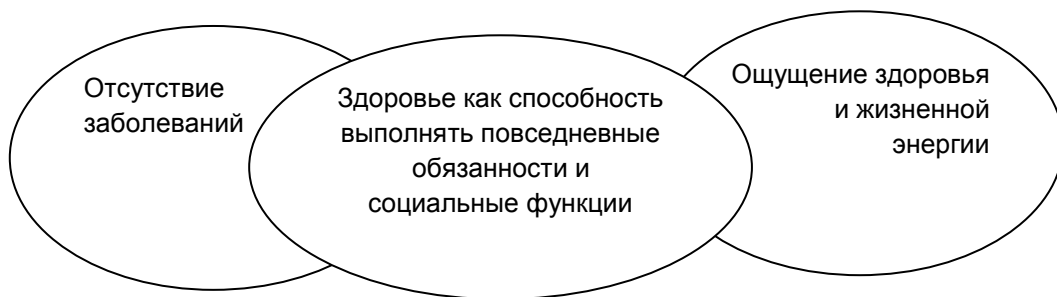 Отсутствие
заболеваний
Здоровье как способность
выполнять повседневные
обязанности и
социальные функции
Ощущение здоровья
и жизненной
энергии